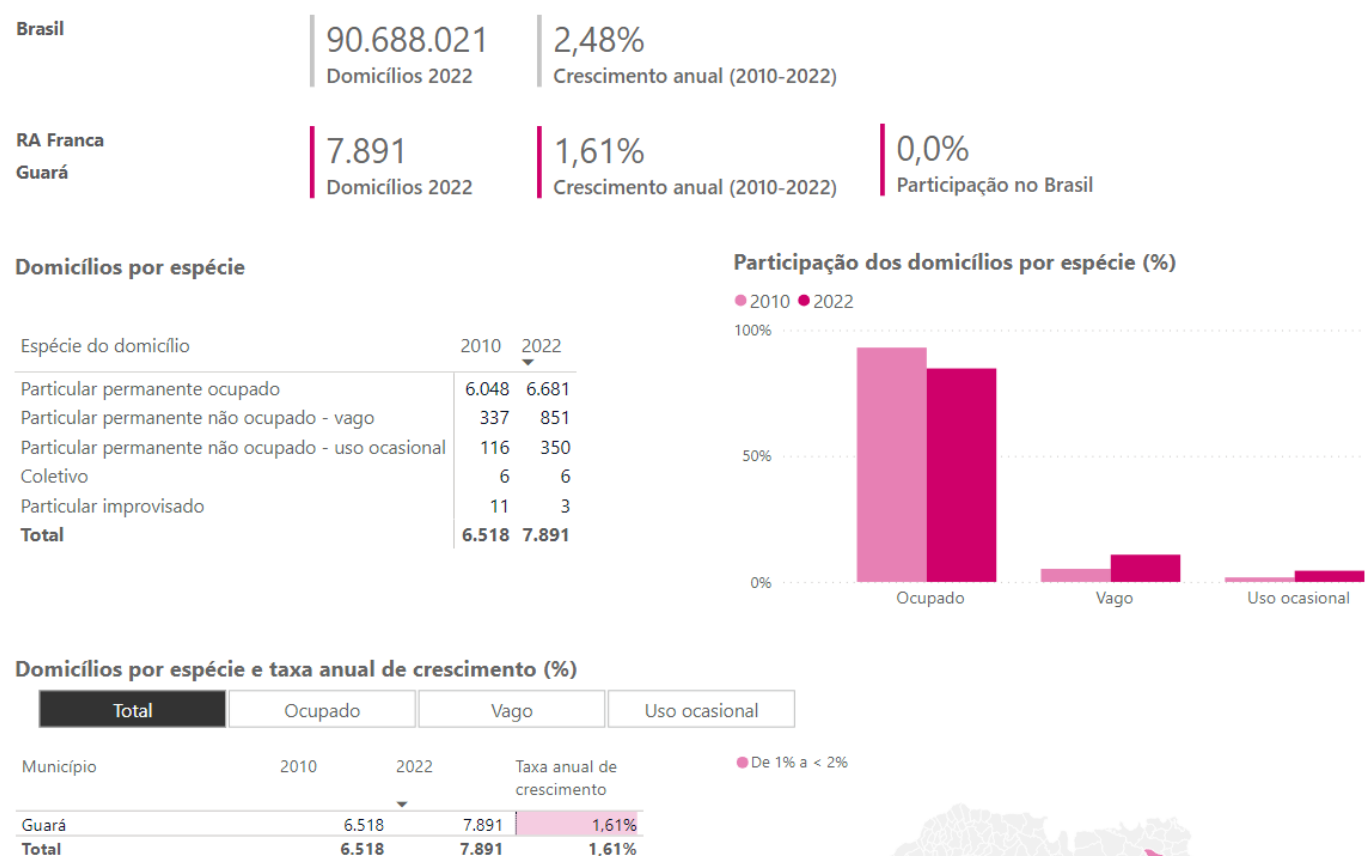 Brasil
90.688.021
Domicílios 2022
2,48%
Crescimento anual (2010-2022)
RA Franca
Guará
7.891
Domicílios 2022
1,61%
Crescimento anual (2010-2022)
0,0%
Participação no Brasil
Domicílios por espécie
Espécie do domicílio 2010 2022
Particular permanente ocupado 6.048 6.681
Particular permanente não ocupado - vago 337 851
Particular permanente não ocupado - uso ocasional 116 350
Coletivo 6 6
Particular improvisado 11 3
Total 6.518 7.891
Participação dos domicílios por espécie (%)
2010 2022
100%
50%
0%
Ocupado Vago Uso ocasional
Domicílios por espécie e taxa anual de crescimento (%)
Total Ocupado Vago Uso ocasional
Município 2010 2022 Taxa anual de
crescimento
Guará 6.518 7.891 1,61%
Total 6.518 7.891 1,61%
De 1% a < 2%